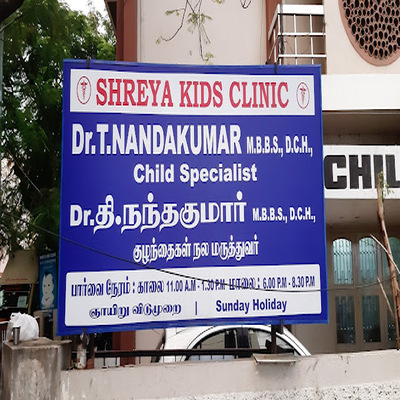 SHREYA KIDS CLINIC
Dr.T.NANDAKUMAR M.B.B.S., D.C.H.,
Child Specialist
Dr.தி.நந்தகுமார் M.B.B.S., D.C.H.,
குழந்தைகள் நல மருத்துவர்
பார்வை நேரம் : காலை 11.00 A.M - 1.30 P.M மாலை : 6.00 P.M - 8.30 P.M
ஞாயிறு விடுமுறை | Sunday Holiday
CHIL